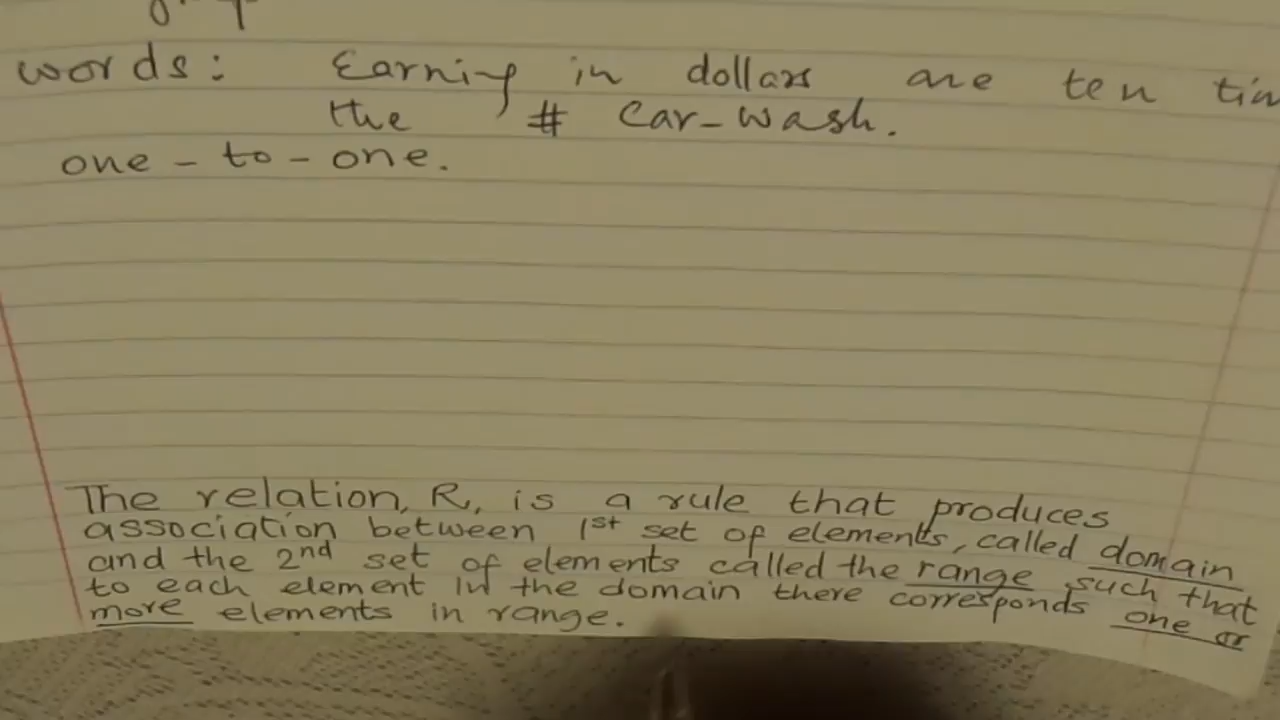 words: Earning in dollars are ten tim
the # Car-wash.
one-to-one.
The relation, R, is a rule that produces
association between 1st set of elements, called domain
and the 2nd set of elements called the range such that
to each element in the domain there corresponds one or
more elements in range.